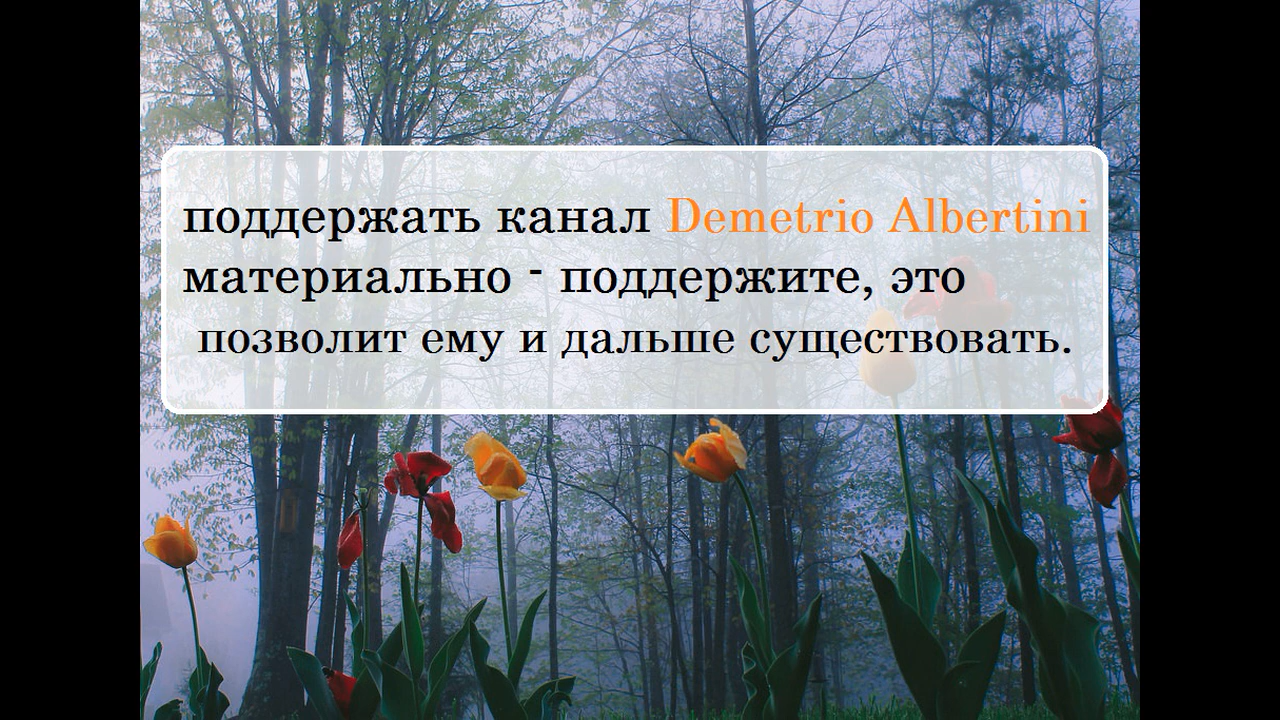 поддержать канал Demetrio Albertini
материально - поддержите, это
позволит ему и дальше существовать.